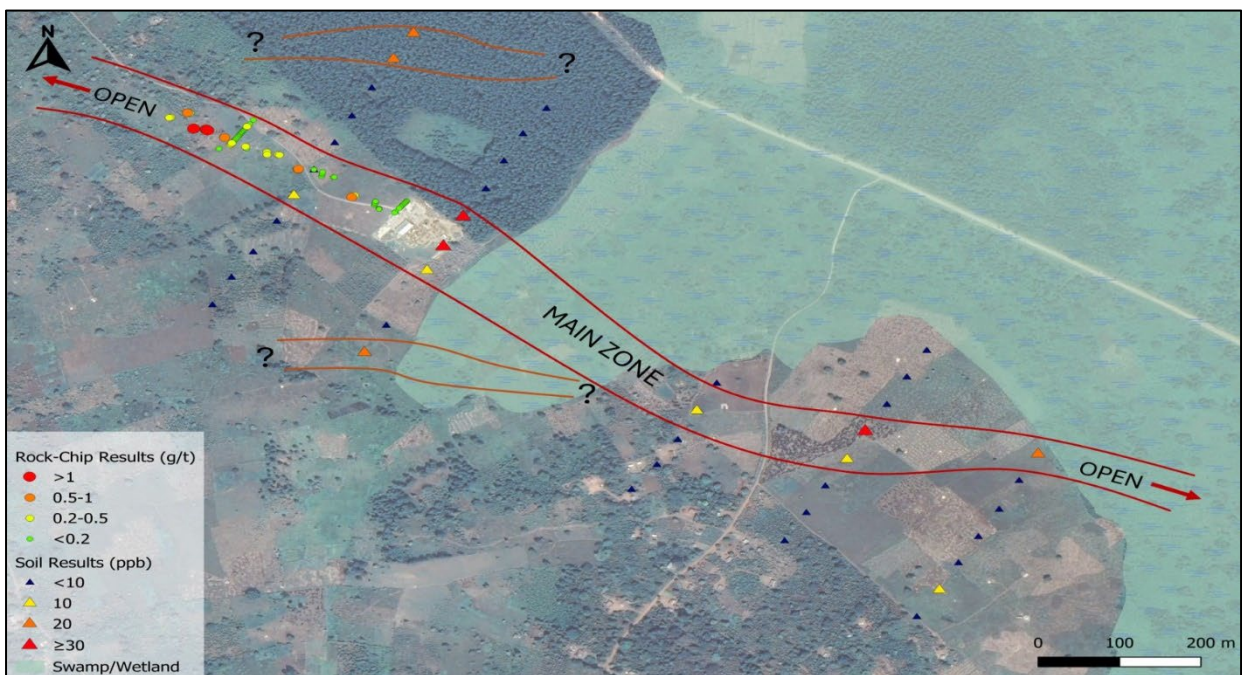 N
?
?
OPEN
MAIN ZONE
?
?
OPEN
Rock-Chip Results (g/t)
>1
0.5-1
0.2-0.5
<0.2
Soil Results (ppb)
<10
10
20
≥30
Swamp/Wetland
0 100 200 m